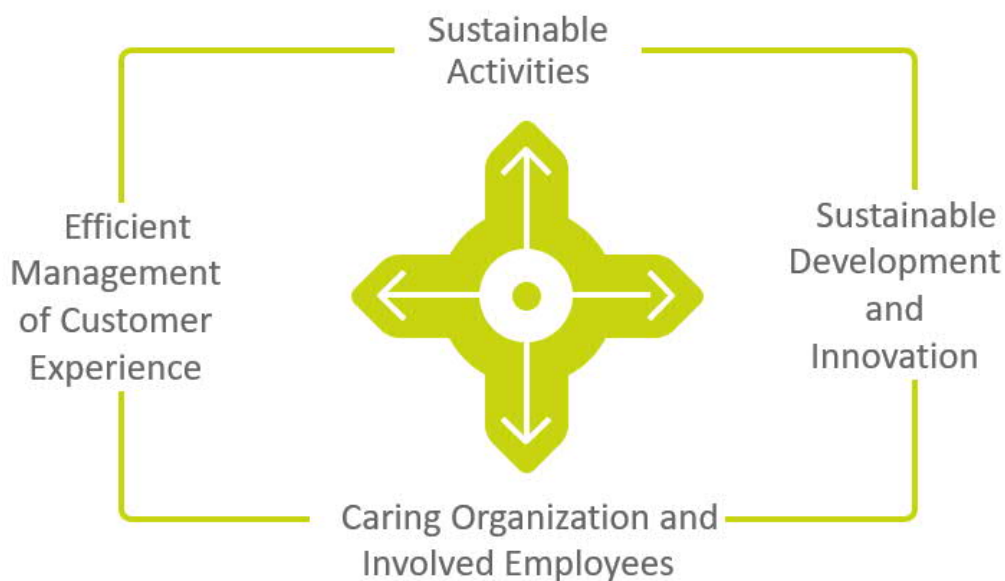 Sustainable
Activities
Efficient
Management
of Customer
Experience
Sustainable
Development
and
Innovation
Caring Organization and
Involved Employees